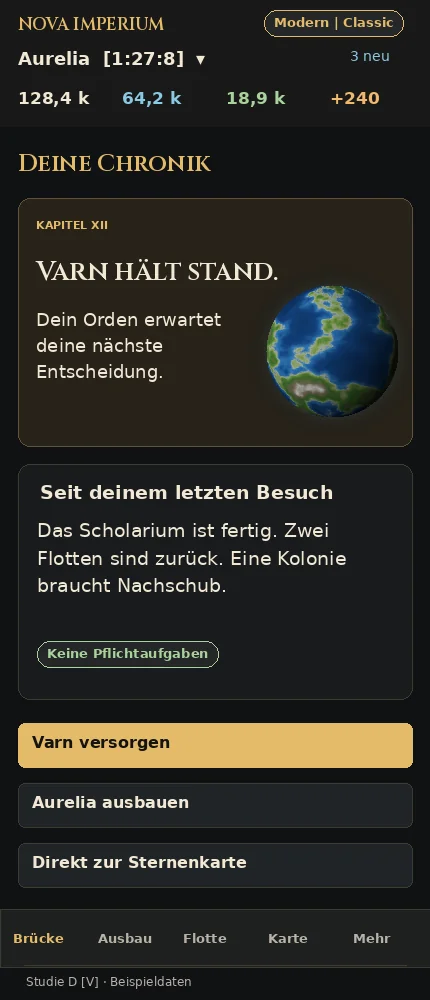 NOVA IMPERIUM
Modern | Classic
Aurelia [1:27:8] ▾
3 neu
128,4 k 64,2 k 18,9 k +240
DEINE CHRONIK
KAPITEL XII
VARN HÄLT STAND.
Dein Orden erwartet
deine nächste
Entscheidung.
Seit deinem letzten Besuch
Das Scholarium ist fertig. Zwei
Flotten sind zurück. Eine Kolonie
braucht Nachschub.
Keine Pflichtaufgaben
Varn versorgen
Aurelia ausbauen
Direkt zur Sternenkarte
Brücke Ausbau Flotte Karte Mehr
Studie D [V] · Beispieldaten